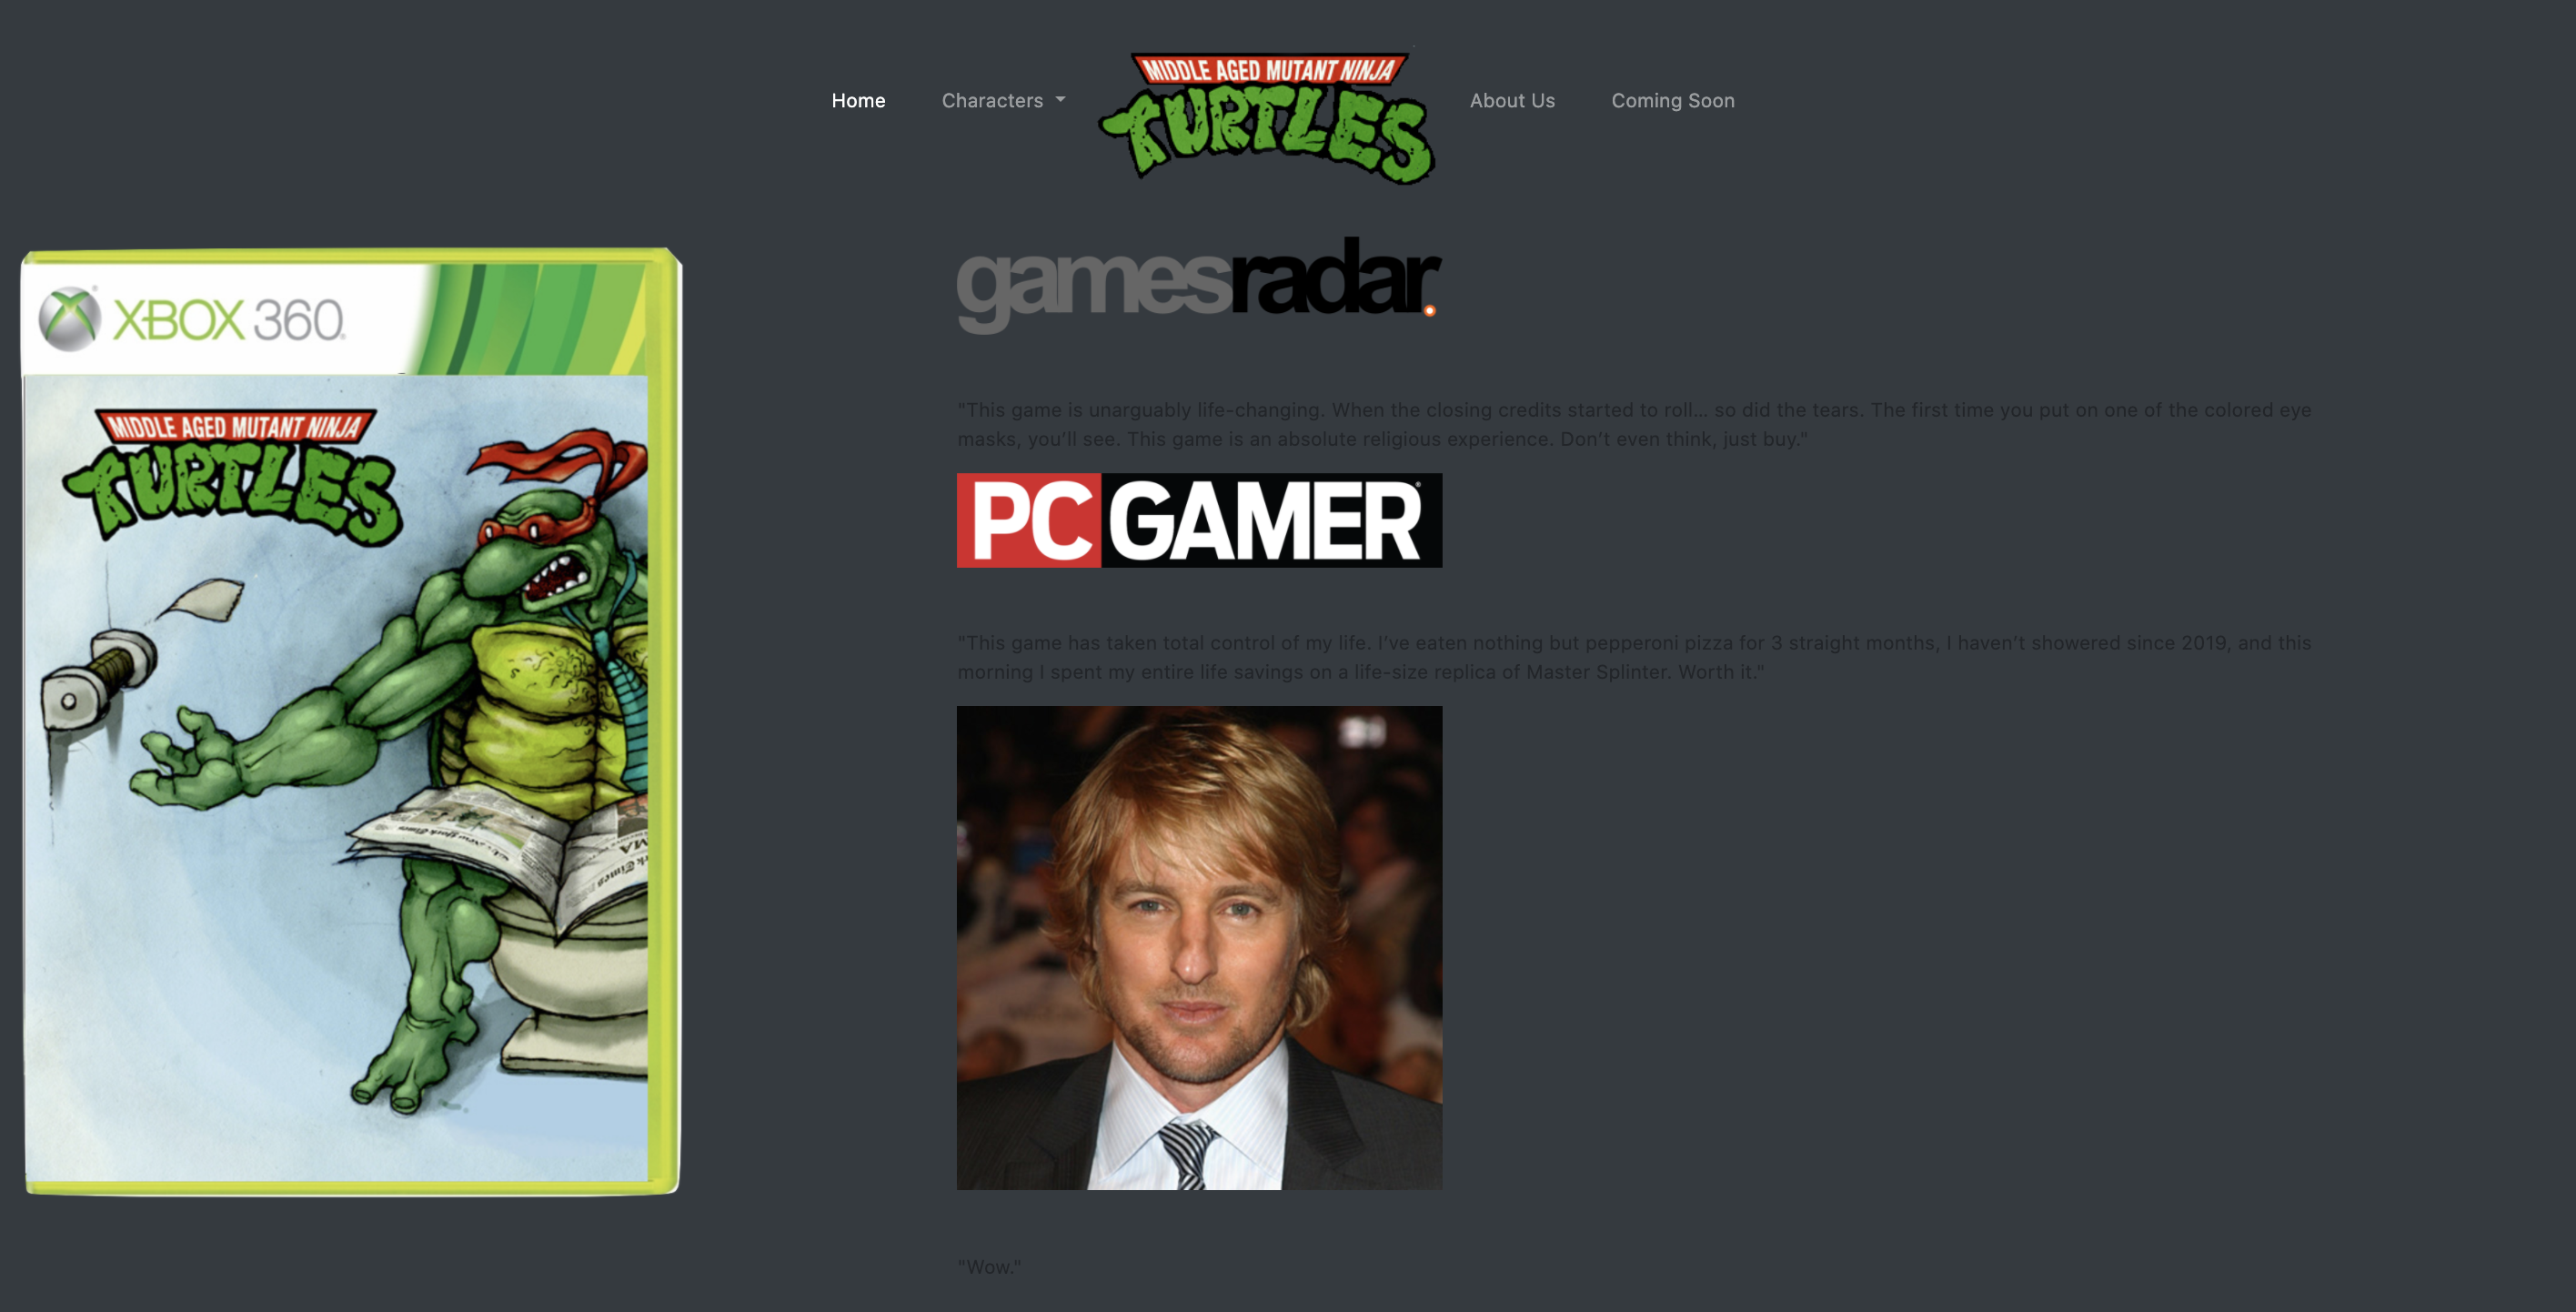 Home
Characters
MIDDLE AGED MUTANT NINJA
TURTLES
About Us
Coming Soon
XBOX 360
MIDDLE AGED MUTANT NINJA
TURTLES
gamesradar
"This game is unarguably life-changing. When the closing credits started to roll... so did the tears. The first time you put on one of the colored eye
masks, you’ll see. This game is an absolute religious experience. Don’t even think, just buy."
PC GAMER
"This game has taken total control of my life. I’ve eaten nothing but pepperoni pizza for 3 straight months, I haven’t showered since 2019, and this
morning I spent my entire life savings on a life-size replica of Master Splinter. Worth it."
"Wow."